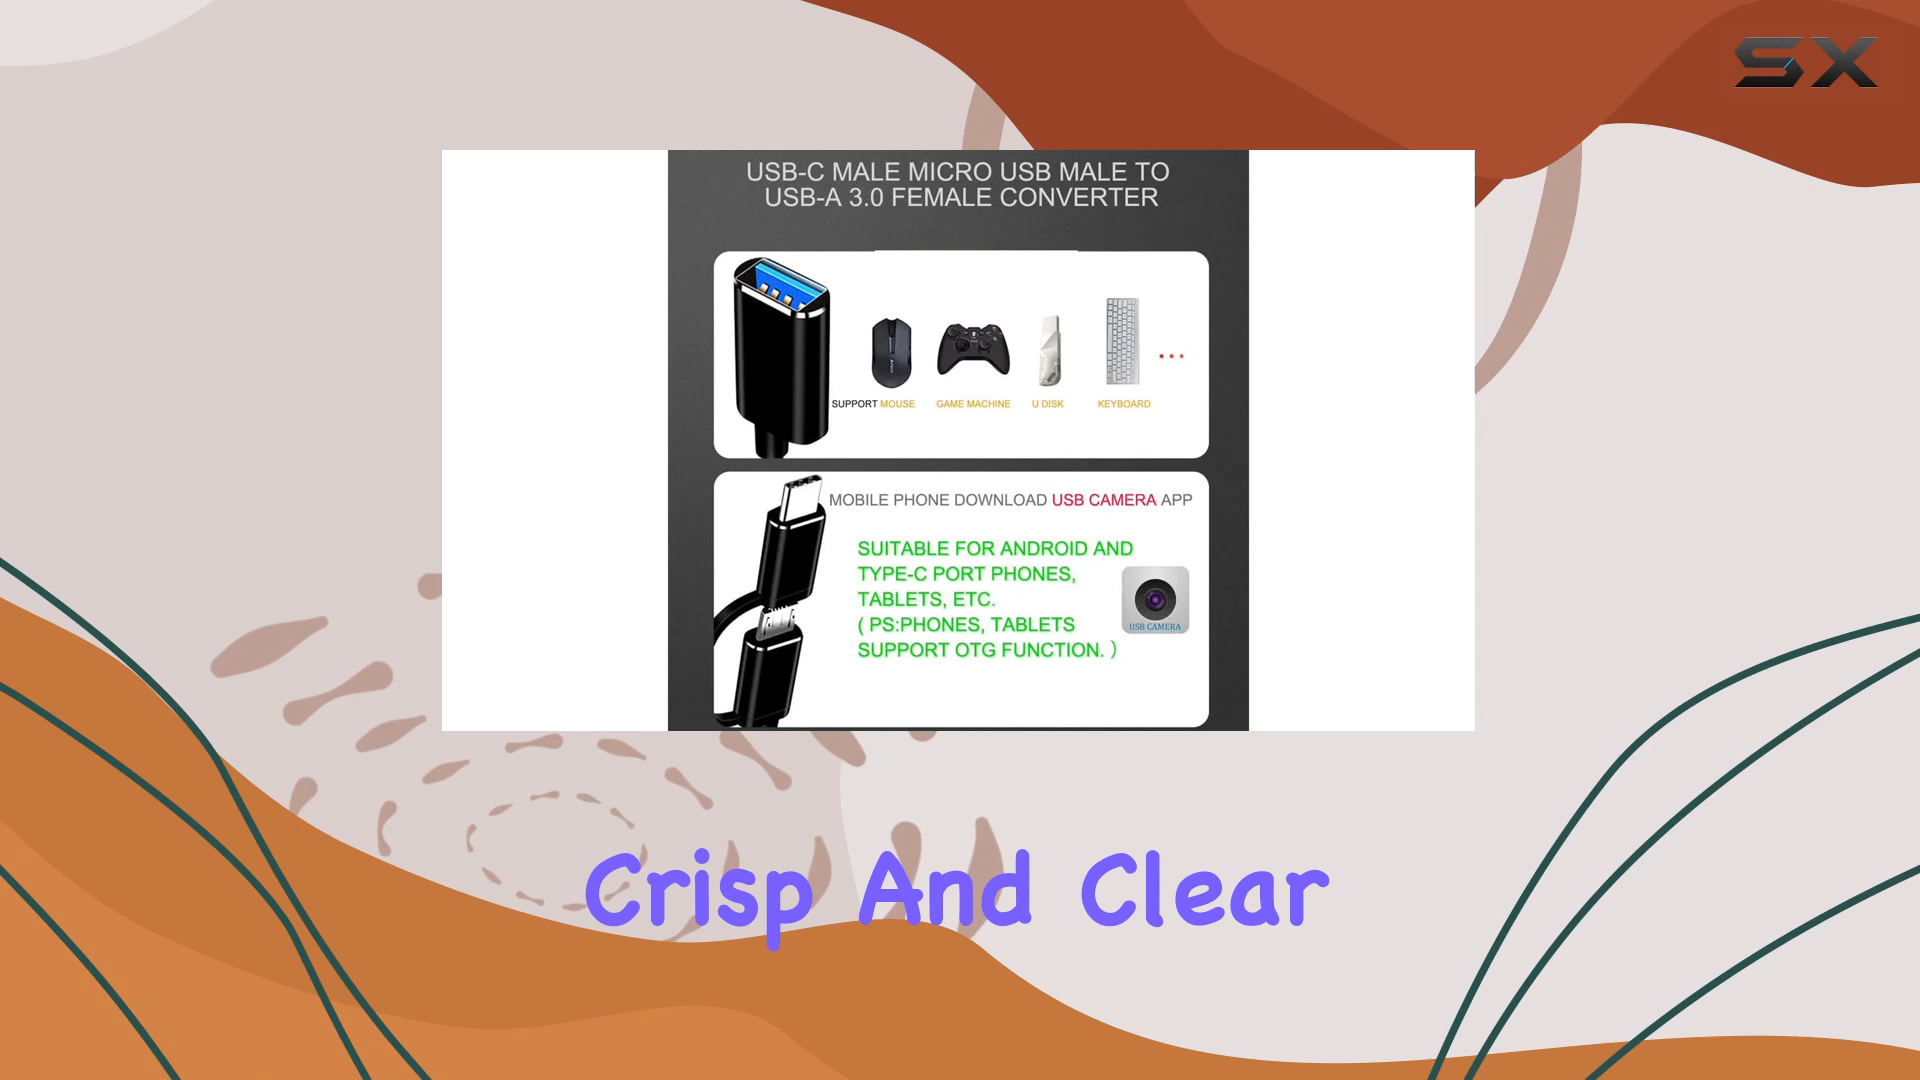 SX
USB-C MALE MICRO USB MALE TO
USB-A 3.0 FEMALE CONVERTER
SUPPORT MOUSE GAME MACHINE U DISK KEYBOARD
MOBILE PHONE DOWNLOAD USB CAMERA APP
SUITABLE FOR ANDROID AND
TYPE-C PORT PHONES,
TABLETS, ETC.
( PS:PHONES, TABLETS
SUPPORT OTG FUNCTION. )
USB CAMERA
Crisp And Clear